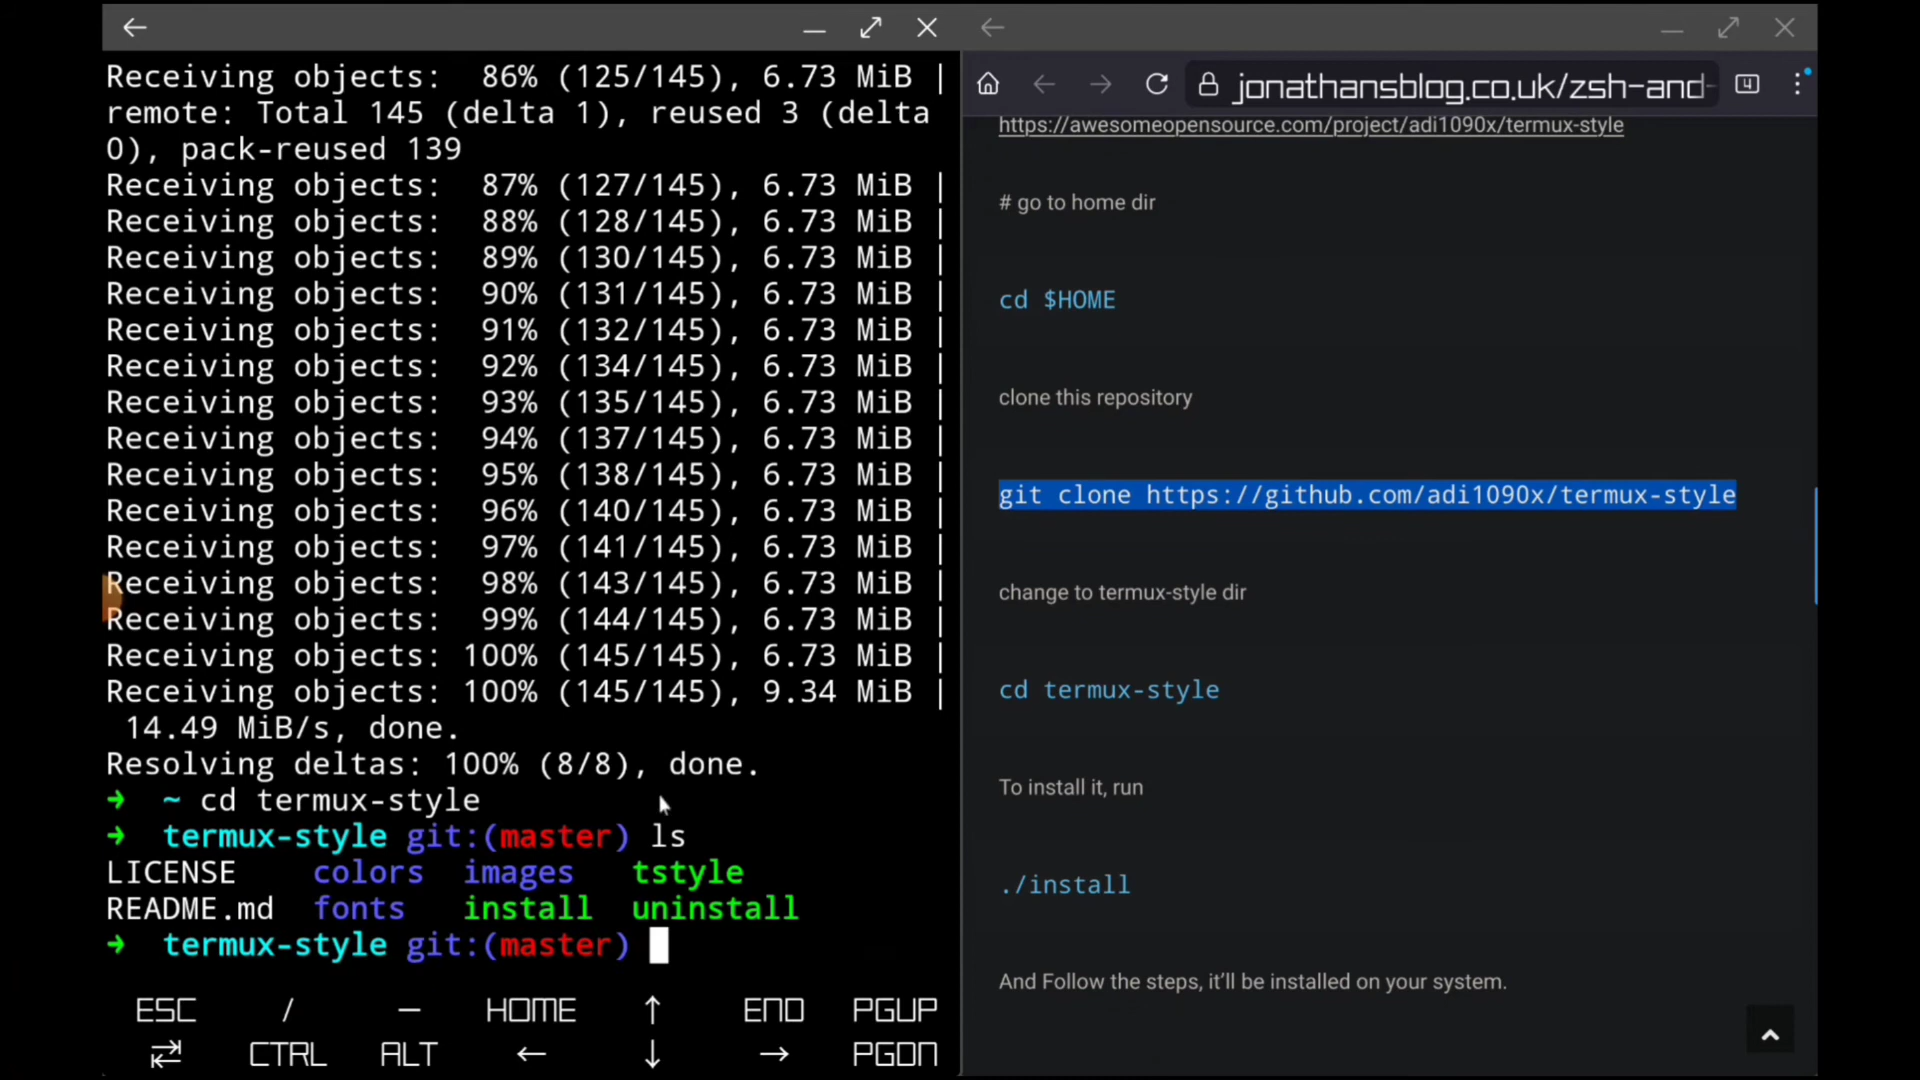 Receiving objects:  86% (125/145), 6.73 MiB |
remote: Total 145 (delta 1), reused 3 (delta
0), pack-reused 139
Receiving objects:  87% (127/145), 6.73 MiB |
Receiving objects:  88% (128/145), 6.73 MiB |
Receiving objects:  89% (130/145), 6.73 MiB |
Receiving objects:  90% (131/145), 6.73 MiB |
Receiving objects:  91% (132/145), 6.73 MiB |
Receiving objects:  92% (134/145), 6.73 MiB |
Receiving objects:  93% (135/145), 6.73 MiB |
Receiving objects:  94% (137/145), 6.73 MiB |
Receiving objects:  95% (138/145), 6.73 MiB |
Receiving objects:  96% (140/145), 6.73 MiB |
Receiving objects:  97% (141/145), 6.73 MiB |
Receiving objects:  98% (143/145), 6.73 MiB |
Receiving objects:  99% (144/145), 6.73 MiB |
Receiving objects: 100% (145/145), 6.73 MiB |
Receiving objects: 100% (145/145), 9.34 MiB |
 14.49 MiB/s, done.
Resolving deltas: 100% (8/8), done.
➜  ~ cd termux-style
➜  termux-style git:(master) ls
LICENSE    colors  images   tstyle
README.md  fonts   install  uninstall
➜  termux-style git:(master)
ESC / — HOME ↑ END PGUP
⇄ CTRL ALT ← ↓ → PGDN
jonathansblog.co.uk/zsh-and-
4
https://awesomeopensource.com/project/adi1090x/termux-style
# go to home dir
cd $HOME
clone this repository
git clone https://github.com/adi1090x/termux-style
change to termux-style dir
cd termux-style
To install it, run
./install
And Follow the steps, it’ll be installed on your system.